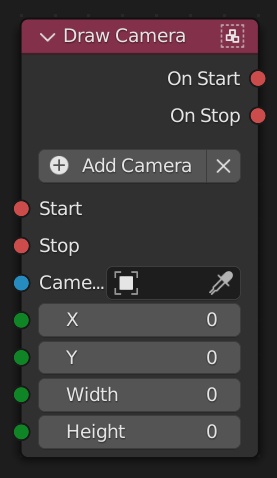 Draw Camera
On Start
On Stop
Add Camera
Start
Stop
Came...
X 0
Y 0
Width 0
Height 0